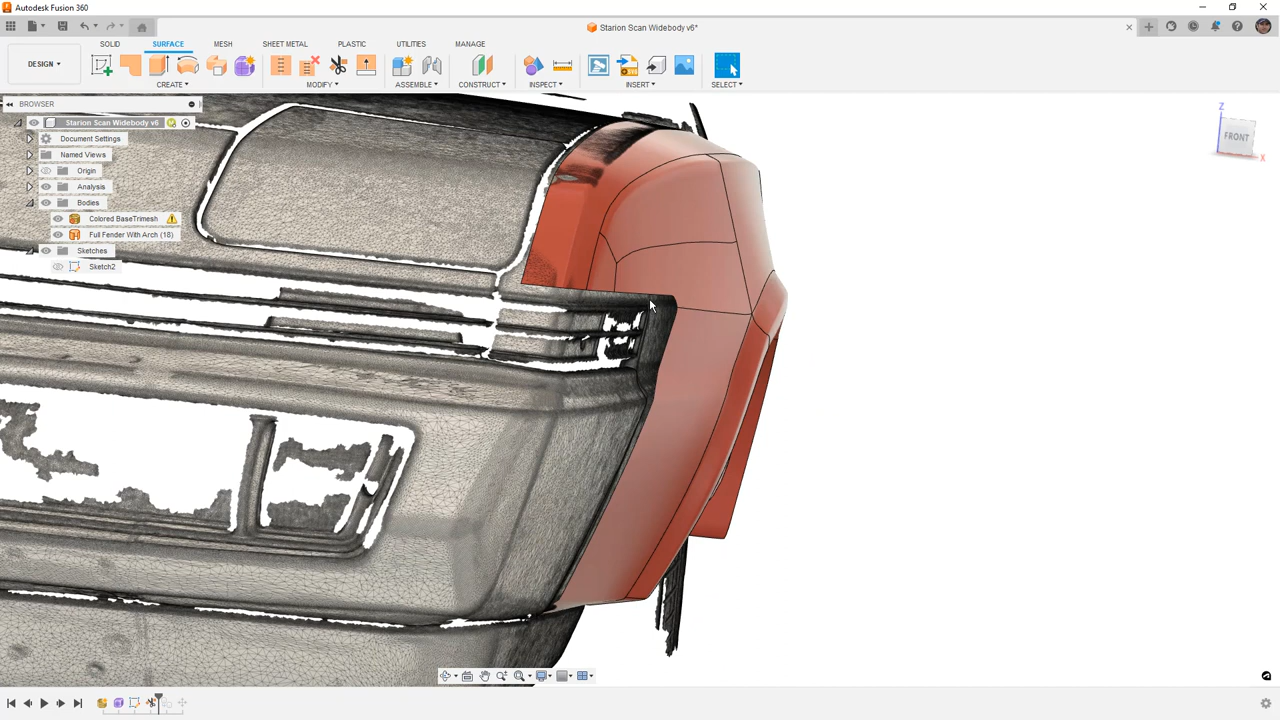 Autodesk Fusion 360
Starion Scan Widebody v6*
SOLID SURFACE MESH SHEET METAL PLASTIC UTILITIES MANAGE
DESIGN
CREATE MODIFY ASSEMBLE CONSTRUCT INSPECT INSERT SELECT
BROWSER
Starion Scan Widebody v6
Document Settings
Named Views
Origin
Analysis
Bodies
Colored BaseTrimesh
Full Fender With Arch (18)
Sketches
Sketch2
Z
FRONT
X